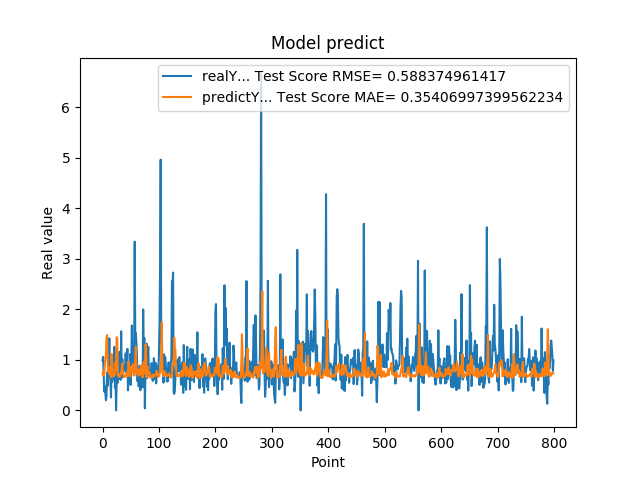 Model predict
realY... Test Score RMSE= 0.588374961417
predictY... Test Score MAE= 0.35406997399562234
Real value
6
5
4
3
2
1
0
0 100 200 300 400 500 600 700 800
Point